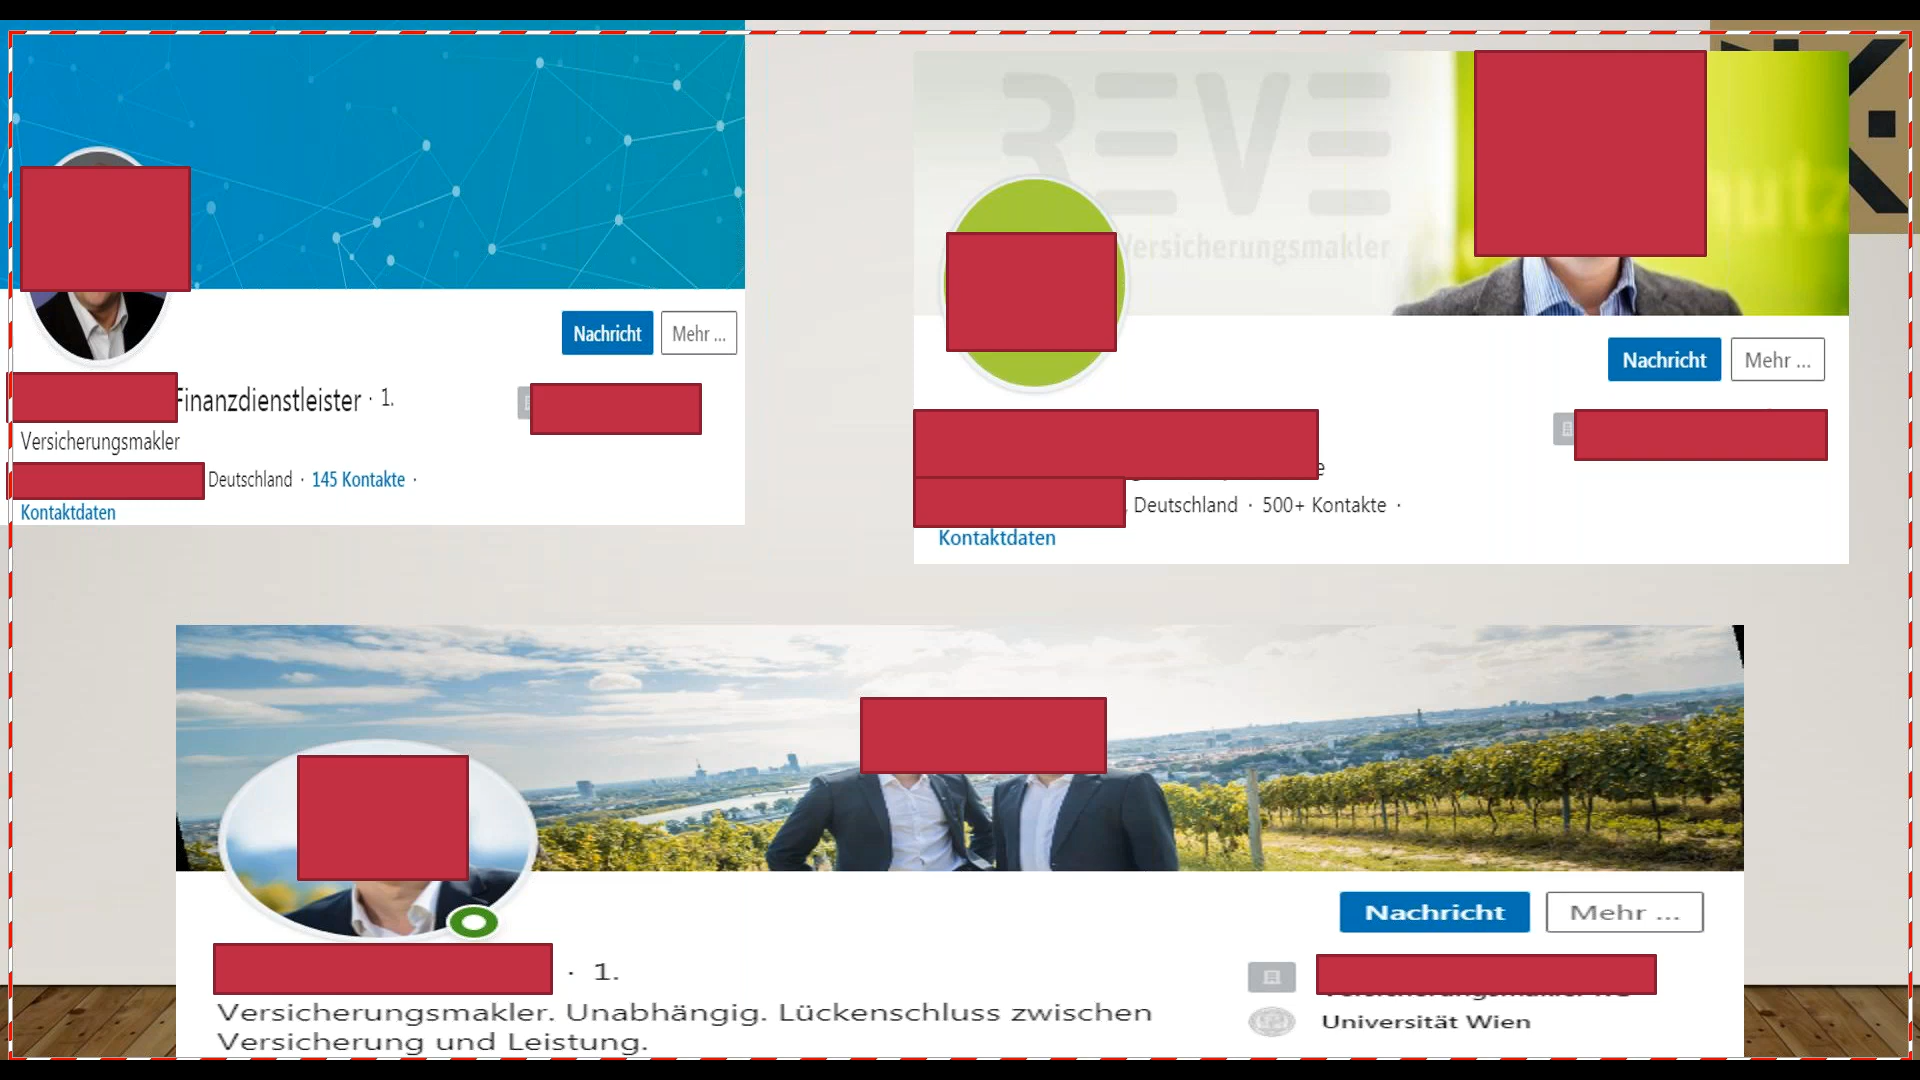 Nachricht
Mehr ...
Finanzdienstleister · 1.
Versicherungsmakler
Deutschland · 145 Kontakte ·
Kontaktdaten
REVE
Versicherungsmakler
Nachricht
Mehr ...
Deutschland · 500+ Kontakte ·
Kontaktdaten
Nachricht
Mehr ...
· 1.
Versicherungsmakler. Unabhängig. Lückenschluss zwischen
Versicherung und Leistung.
Universität Wien